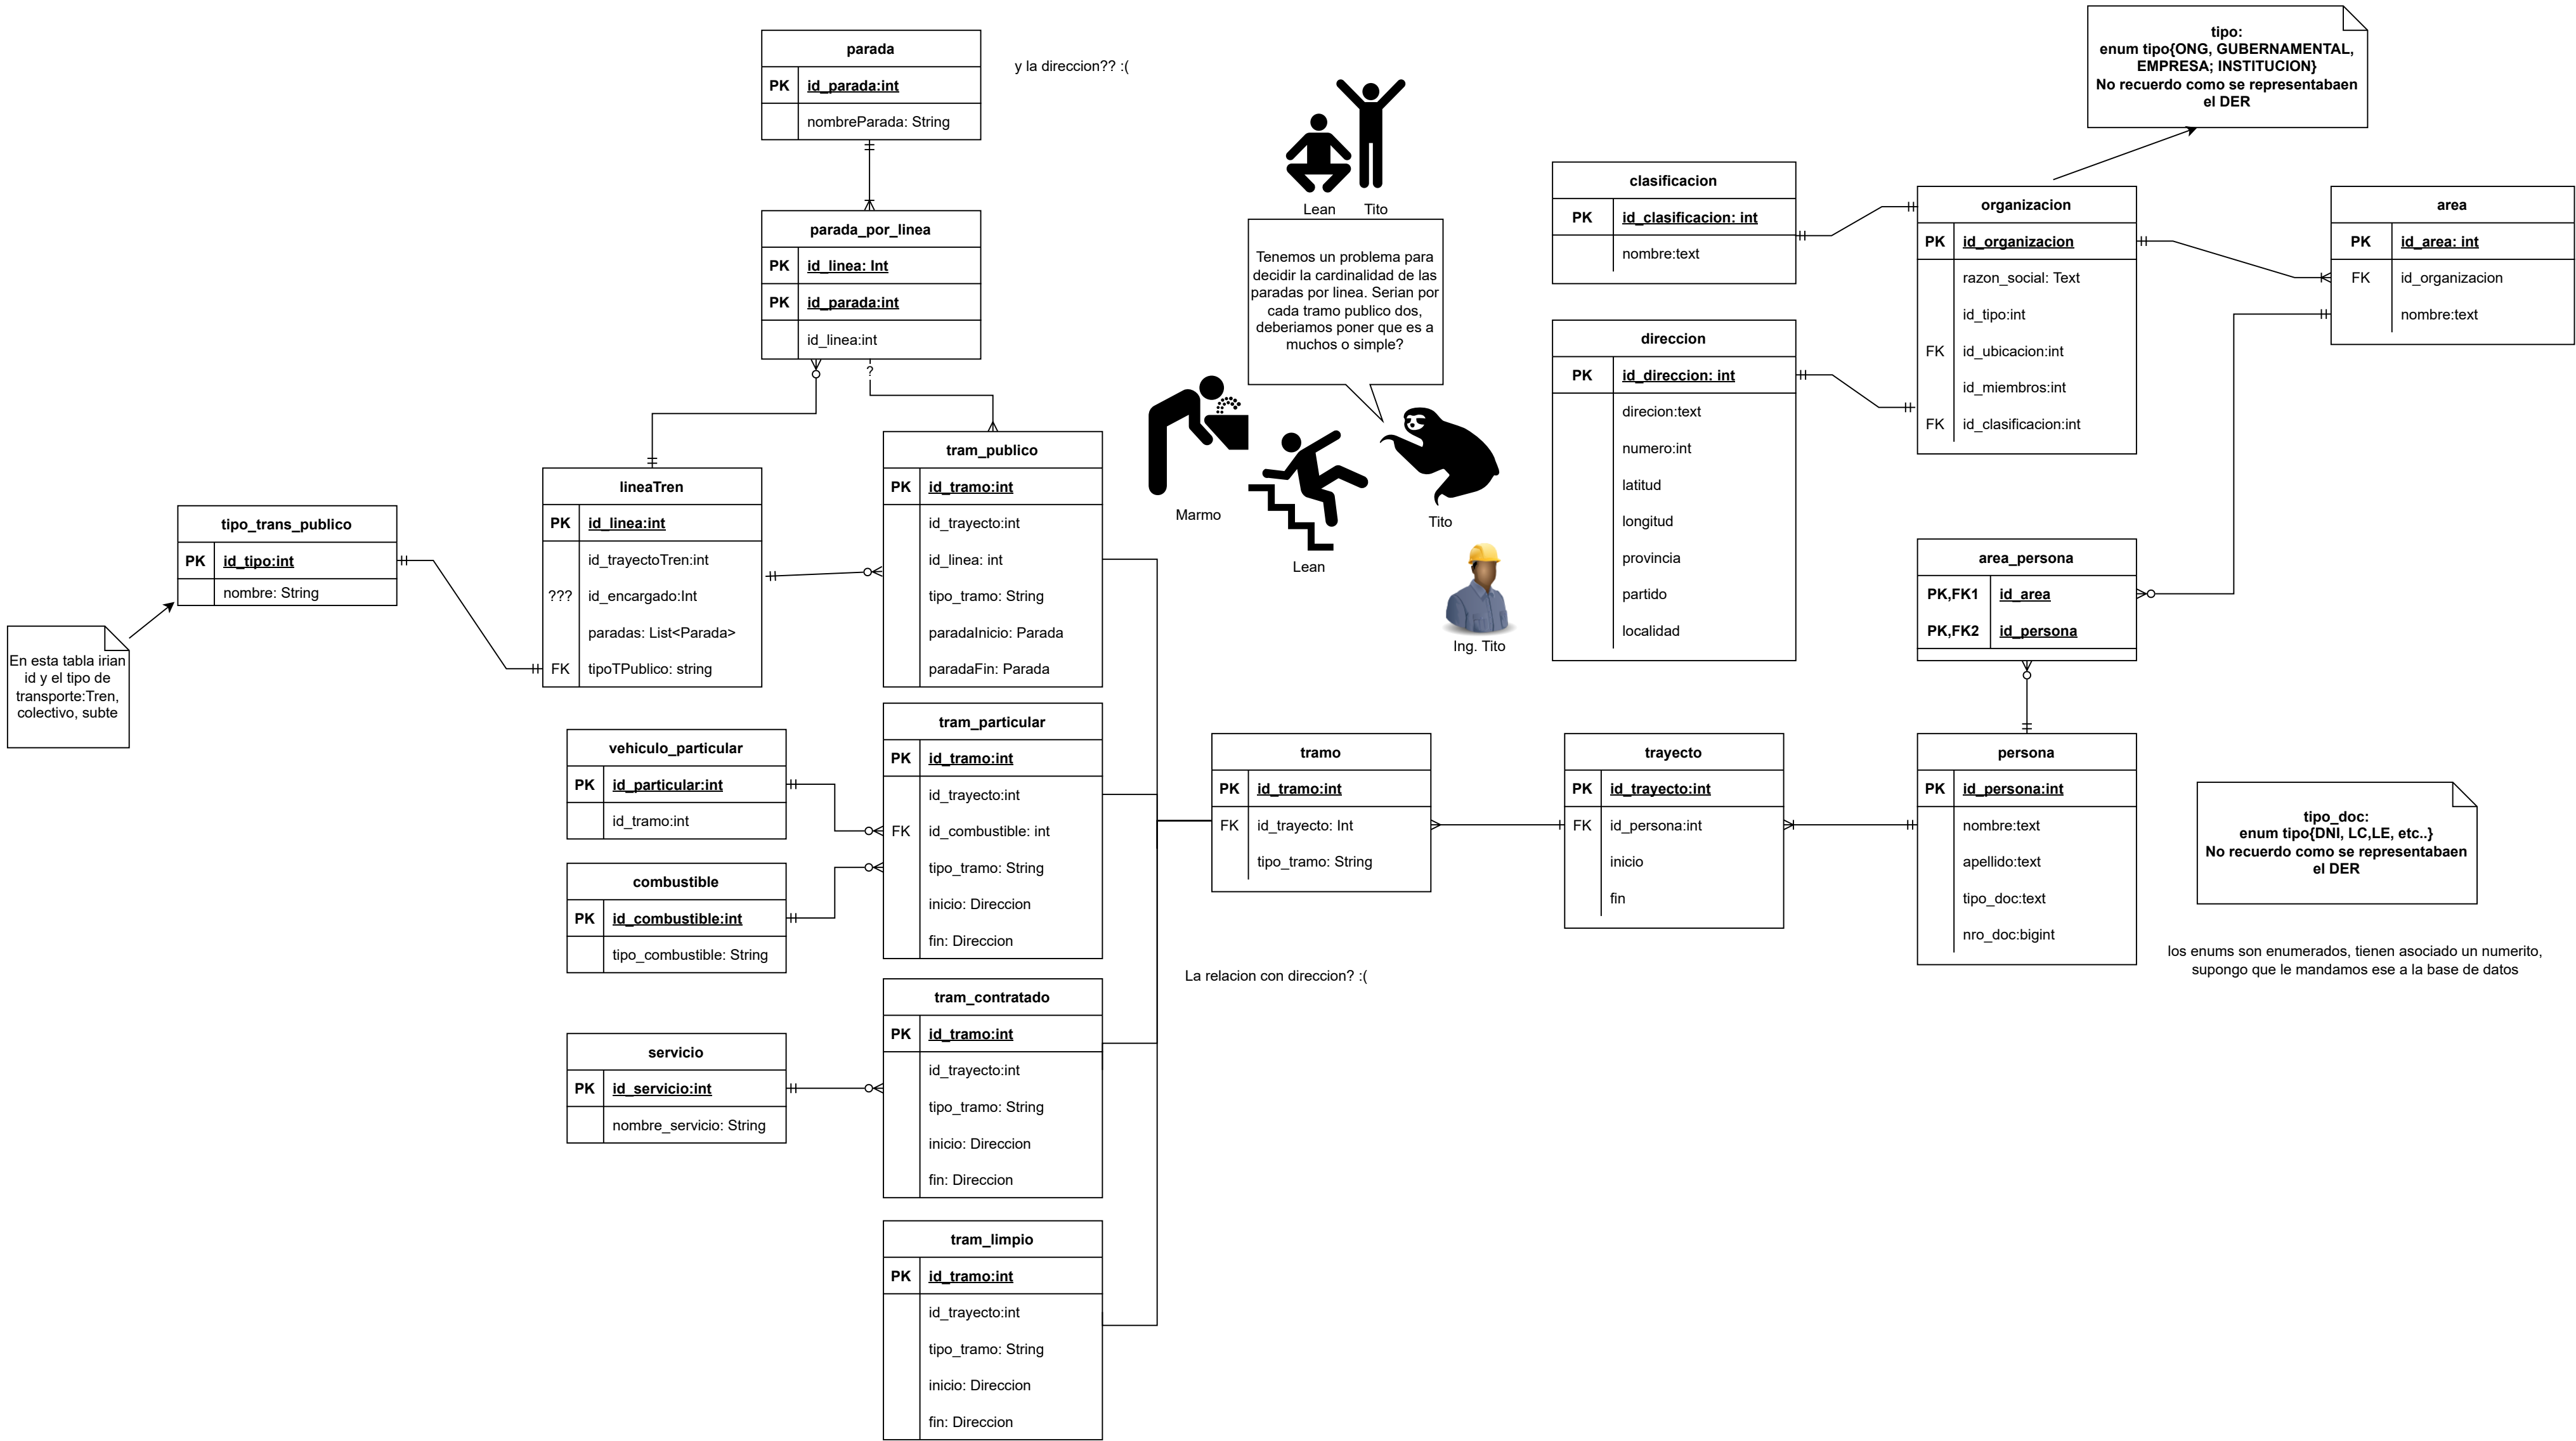 parada
PK id_parada:int
nombreParada: String
y la direccion?? :(
parada_por_linea
PK id_linea: Int
PK id_parada:int
id_linea:int
?
Lean
Tito
Tenemos un problema para
decidir la cardinalidad de las
paradas por linea. Serian por
cada tramo publico dos,
deberiamos poner que es a
muchos o simple?
Marmo
Lean
Tito
Ing. Tito
tipo:
enum tipo{ONG, GUBERNAMENTAL,
EMPRESA; INSTITUCION}
No recuerdo como se representabaen
el DER
clasificacion
PK id_clasificacion: int
nombre:text
organizacion
PK id_organizacion
razon_social: Text
id_tipo:int
FK id_ubicacion:int
id_miembros:int
FK id_clasificacion:int
area
PK id_area: int
FK id_organizacion
nombre:text
direccion
PK id_direccion: int
direcion:text
numero:int
latitud
longitud
provincia
partido
localidad
area_persona
PK,FK1 id_area
PK,FK2 id_persona
tipo_trans_publico
PK id_tipo:int
nombre: String
En esta tabla irian
id y el tipo de
transporte:Tren,
colectivo, subte
lineaTren
PK id_linea:int
id_trayectoTren:int
??? id_encargado:Int
paradas: List<Parada>
FK tipoTPublico: string
tram_publico
PK id_tramo:int
id_trayecto:int
id_linea: int
tipo_tramo: String
paradaInicio: Parada
paradaFin: Parada
vehiculo_particular
PK id_particular:int
id_tramo:int
combustible
PK id_combustible:int
tipo_combustible: String
tram_particular
PK id_tramo:int
id_trayecto:int
FK id_combustible: int
tipo_tramo: String
inicio: Direccion
fin: Direccion
tramo
PK id_tramo:int
FK id_trayecto: Int
tipo_tramo: String
trayecto
PK id_trayecto:int
FK id_persona:int
inicio
fin
persona
PK id_persona:int
nombre:text
apellido:text
tipo_doc:text
nro_doc:bigint
tipo_doc:
enum tipo{DNI, LC,LE, etc..}
No recuerdo como se representabaen
el DER
los enums son enumerados, tienen asociado un numerito,
supongo que le mandamos ese a la base de datos
La relacion con direccion? :(
servicio
PK id_servicio:int
nombre_servicio: String
tram_contratado
PK id_tramo:int
id_trayecto:int
tipo_tramo: String
inicio: Direccion
fin: Direccion
tram_limpio
PK id_tramo:int
id_trayecto:int
tipo_tramo: String
inicio: Direccion
fin: Direccion